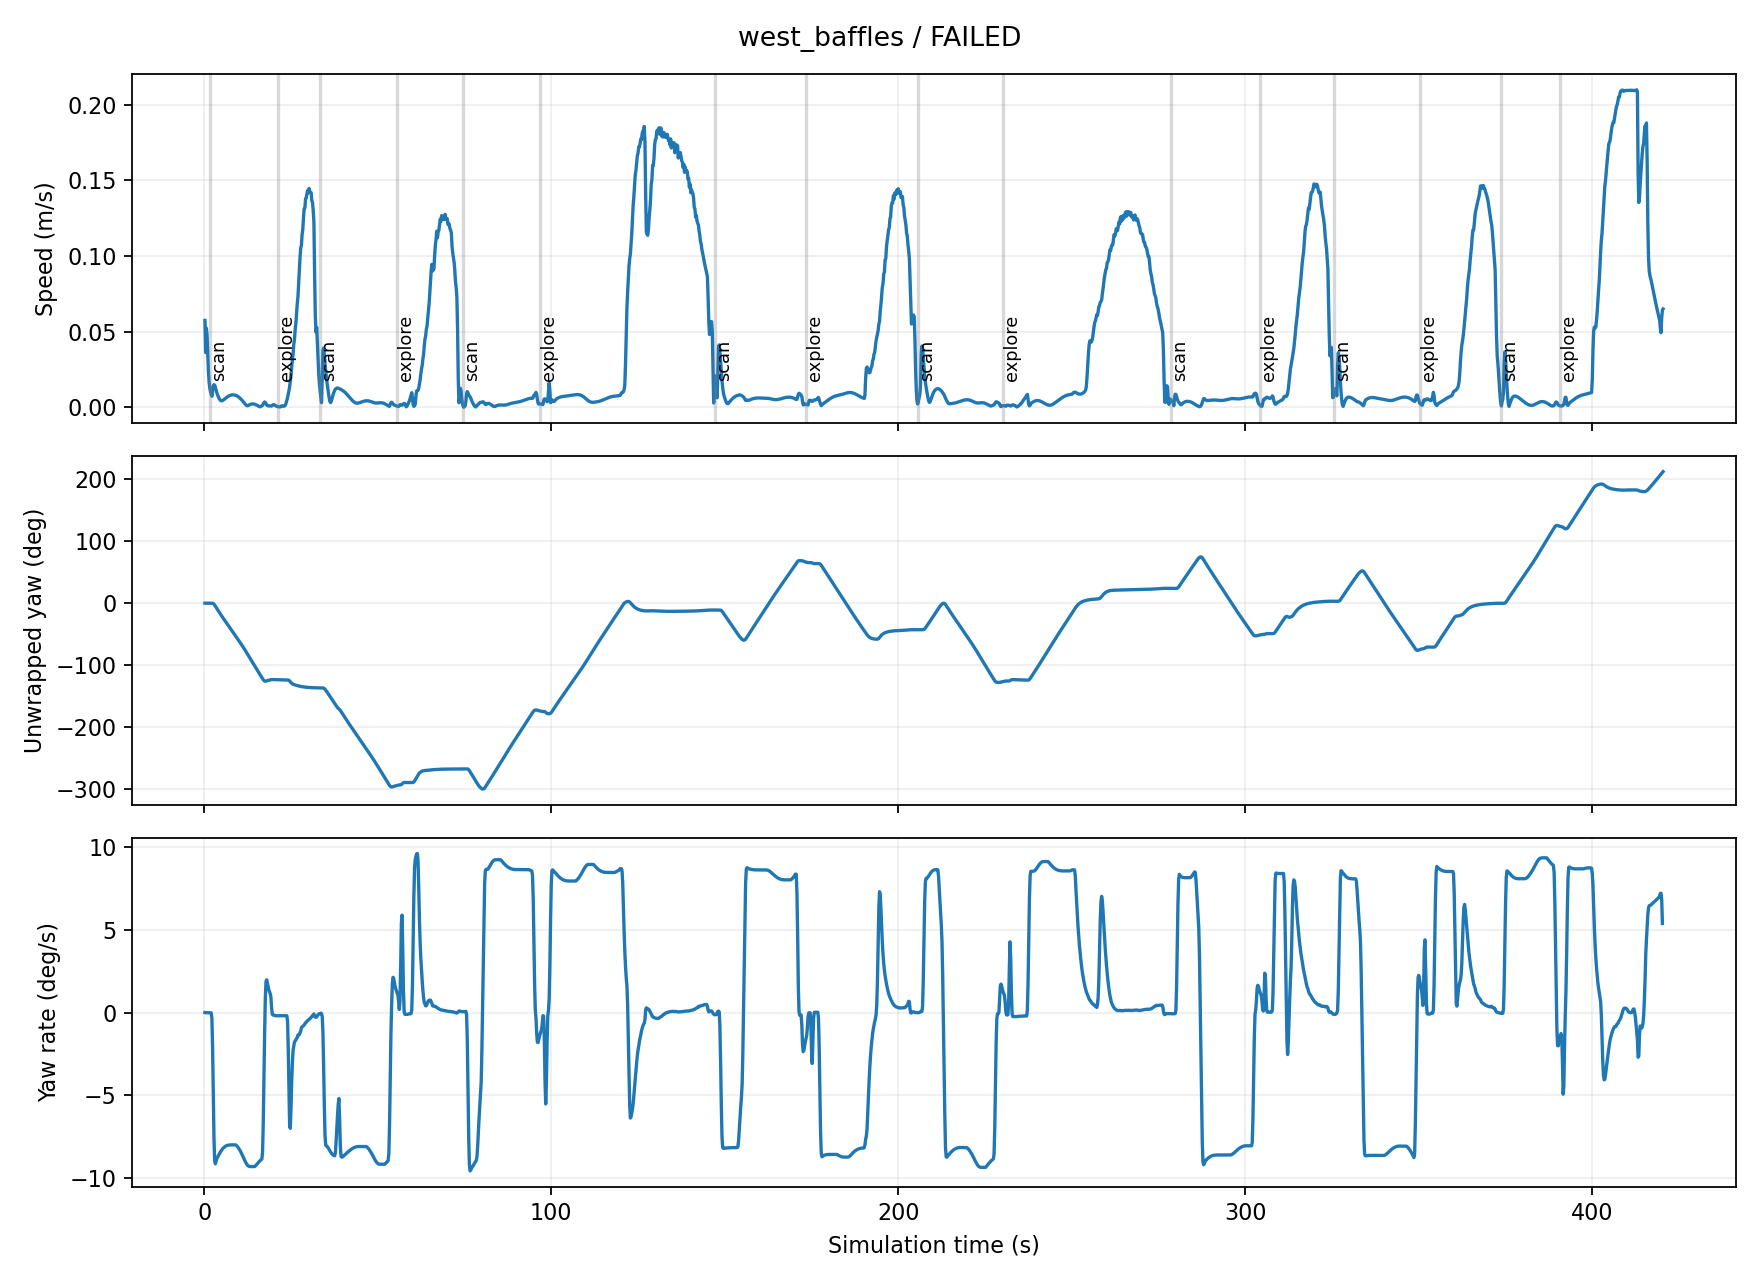 west_baffles / FAILED
Speed (m/s)
0.20
0.15
0.10
0.05
0.00
scan
explore
scan
explore
scan
explore
scan
explore
scan
explore
scan
explore
scan
explore
scan
explore
Unwrapped yaw (deg)
200
100
0
−100
−200
−300
Yaw rate (deg/s)
10
5
0
−5
−10
0
100
200
300
400
Simulation time (s)